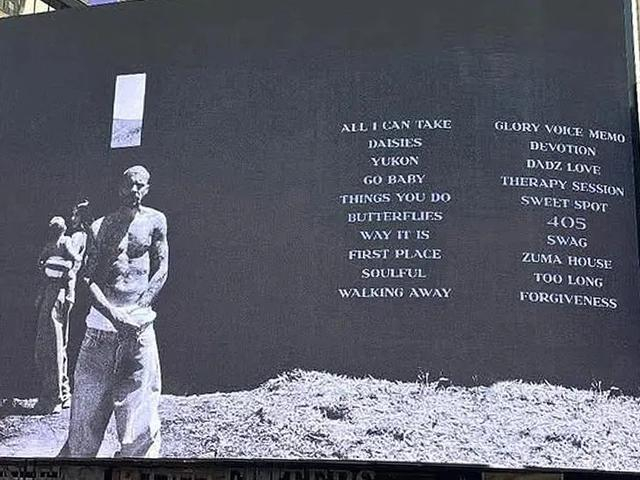 ALL I CAN TAKE
DAISIES
YUKON
GO BABY
THINGS YOU DO
BUTTERFLIES
WAY IT IS
FIRST PLACE
SOULFUL
WALKING AWAY
GLORY VOICE MEMO
DEVOTION
DADZ LOVE
THERAPY SESSION
SWEET SPOT
405
SWAG
ZUMA HOUSE
TOO LONG
FORGIVENESS